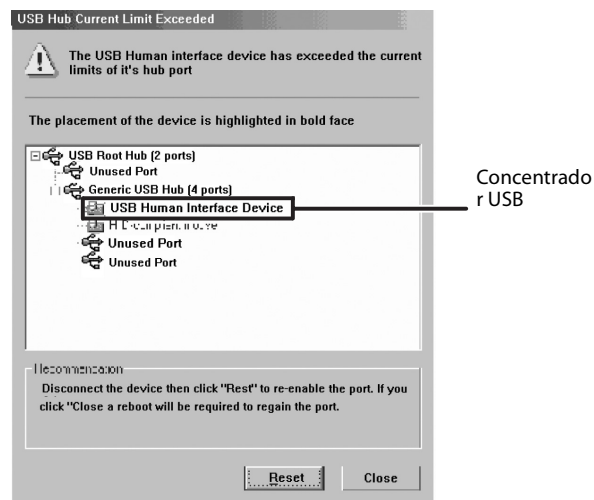 USB Hub Current Limit Exceeded
The USB Human interface device has exceeded the current
limits of it's hub port
The placement of the device is highlighted in bold face
USB Root Hub (2 ports)
Unused Port
Generic USB Hub (4 ports)
USB Human Interface Device
mouse
Unused Port
Unused Port
Concentrado
r USB
Recommendation
Disconnect the device then click "Rest" to re-enable the port. If you
click "Close a reboot will be required to regain the port.
Reset
Close